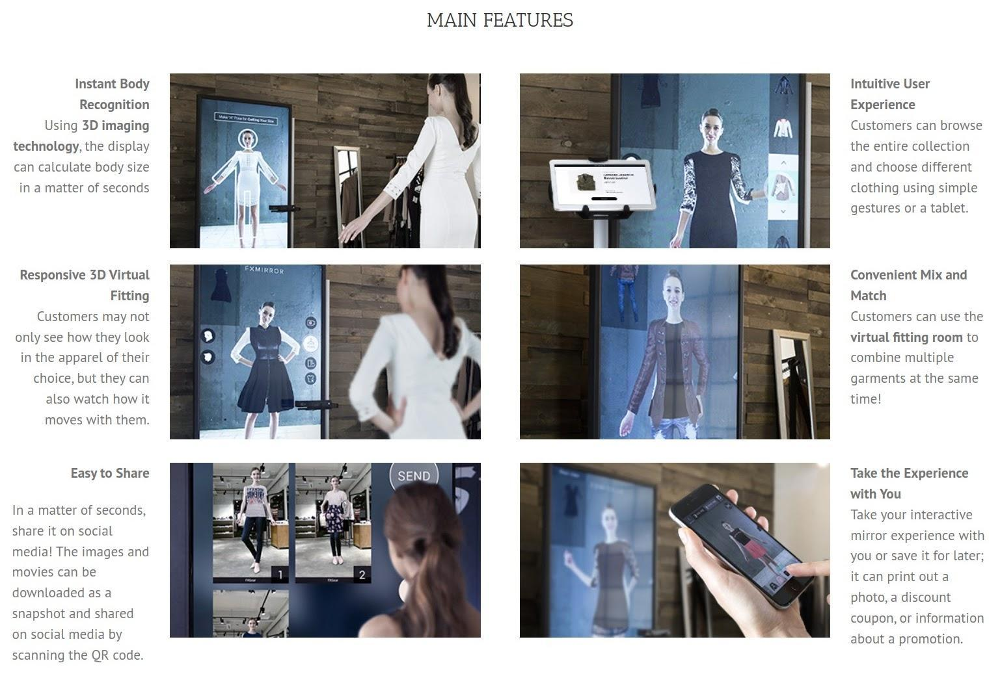 MAIN FEATURES
Instant Body
Recognition
Using 3D imaging
technology, the display
can calculate body size
in a matter of seconds
Make "A" Pose for Getting Your Size
Intuitive User
Experience
Customers can browse
the entire collection
and choose different
clothing using simple
gestures or a tablet.
Responsive 3D Virtual
Fitting
Customers may not
only see how they look
in the apparel of their
choice, but they can
also watch how it
moves with them.
FXMIRROR
Convenient Mix and
Match
Customers can use the
virtual fitting room to
combine multiple
garments at the same
time!
Easy to Share
In a matter of seconds,
share it on social
media! The images and
movies can be
downloaded as a
snapshot and shared
on social media by
scanning the QR code.
SEND
1
2
FXGear
FXGear
Take the Experience
with You
Take your interactive
mirror experience with
you or save it for later;
it can print out a
photo, a discount
coupon, or information
about a promotion.